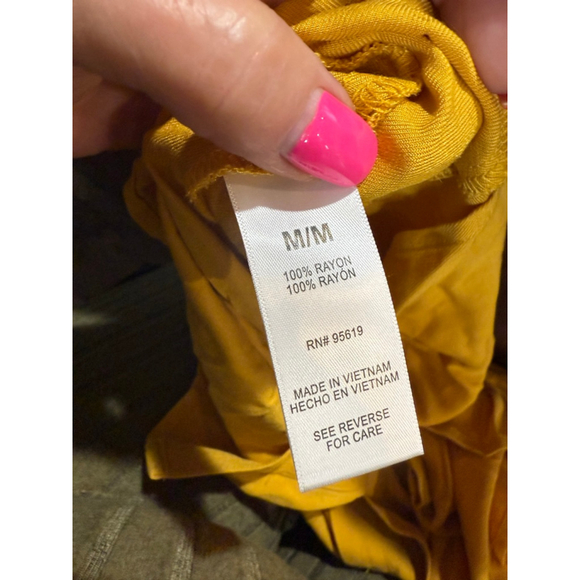 M/M
100% RAYON
100% RAYÓN
RN# 95619
MADE IN VIETNAM
HECHO EN VIETNAM
SEE REVERSE
FOR CARE